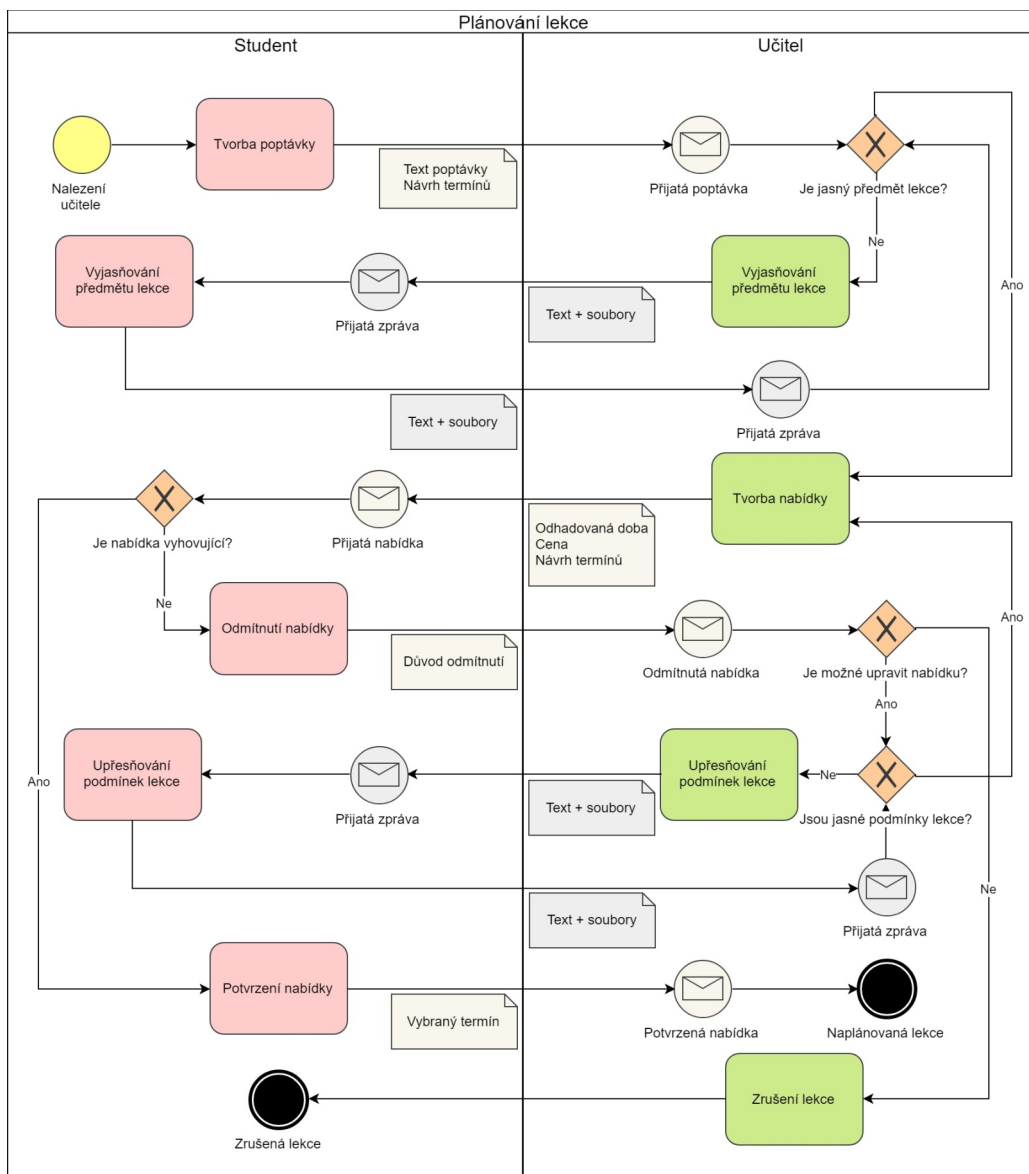 Plánování lekce
Student
Učitel
Tvorba poptávky
Nalezení
učitele
Text poptávky
Návrh termínů
Přijatá poptávka
Je jasný předmět lekce?
Ne
Ano
Vyjasňování
předmětu lekce
Přijatá zpráva
Vyjasňování
předmětu lekce
Text + soubory
Text + soubory
Přijatá zpráva
Tvorba nabídky
Je nabídka vyhovující?
Přijatá nabídka
Odhadovaná doba
Cena
Návrh termínů
Ne
Odmítnutí nabídky
Důvod odmítnutí
Odmítnutá nabídka
Je možné upravit nabídku?
Ano
Ano
Ano
Upřesňování
podmínek lekce
Přijatá zpráva
Upřesňování
podmínek lekce
Ne
Text + soubory
Jsou jasné podmínky lekce?
Ne
Text + soubory
Přijatá zpráva
Potvrzení nabídky
Vybraný termín
Potvrzená nabídka
Naplánovaná lekce
Zrušení lekce
Zrušená lekce